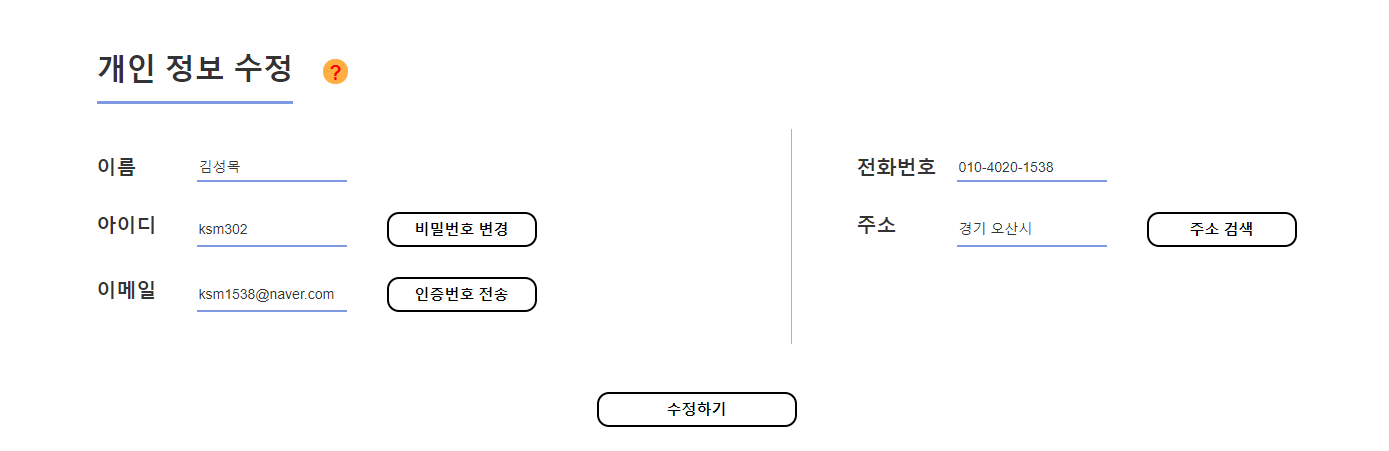 개인 정보 수정 ?
이름 김성목
아이디 ksm302 비밀번호 변경
이메일 ksm1538@naver.com 인증번호 전송
전화번호 010-4020-1538
주소 경기 오산시 주소 검색
수정하기